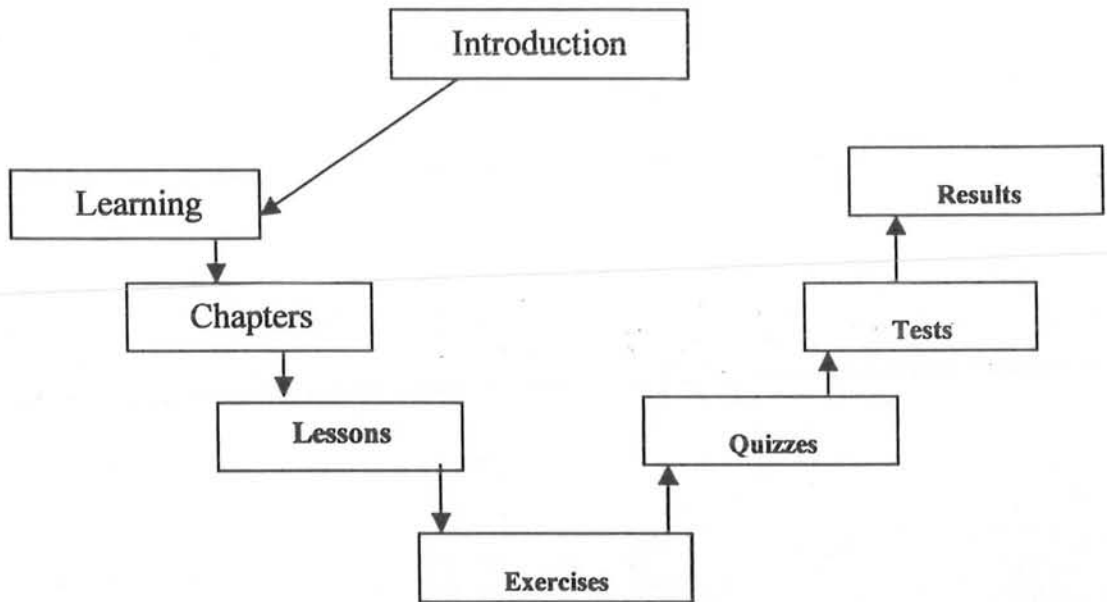 Introduction
Learning
Chapters
Lessons
Exercises
Quizzes
Tests
Results